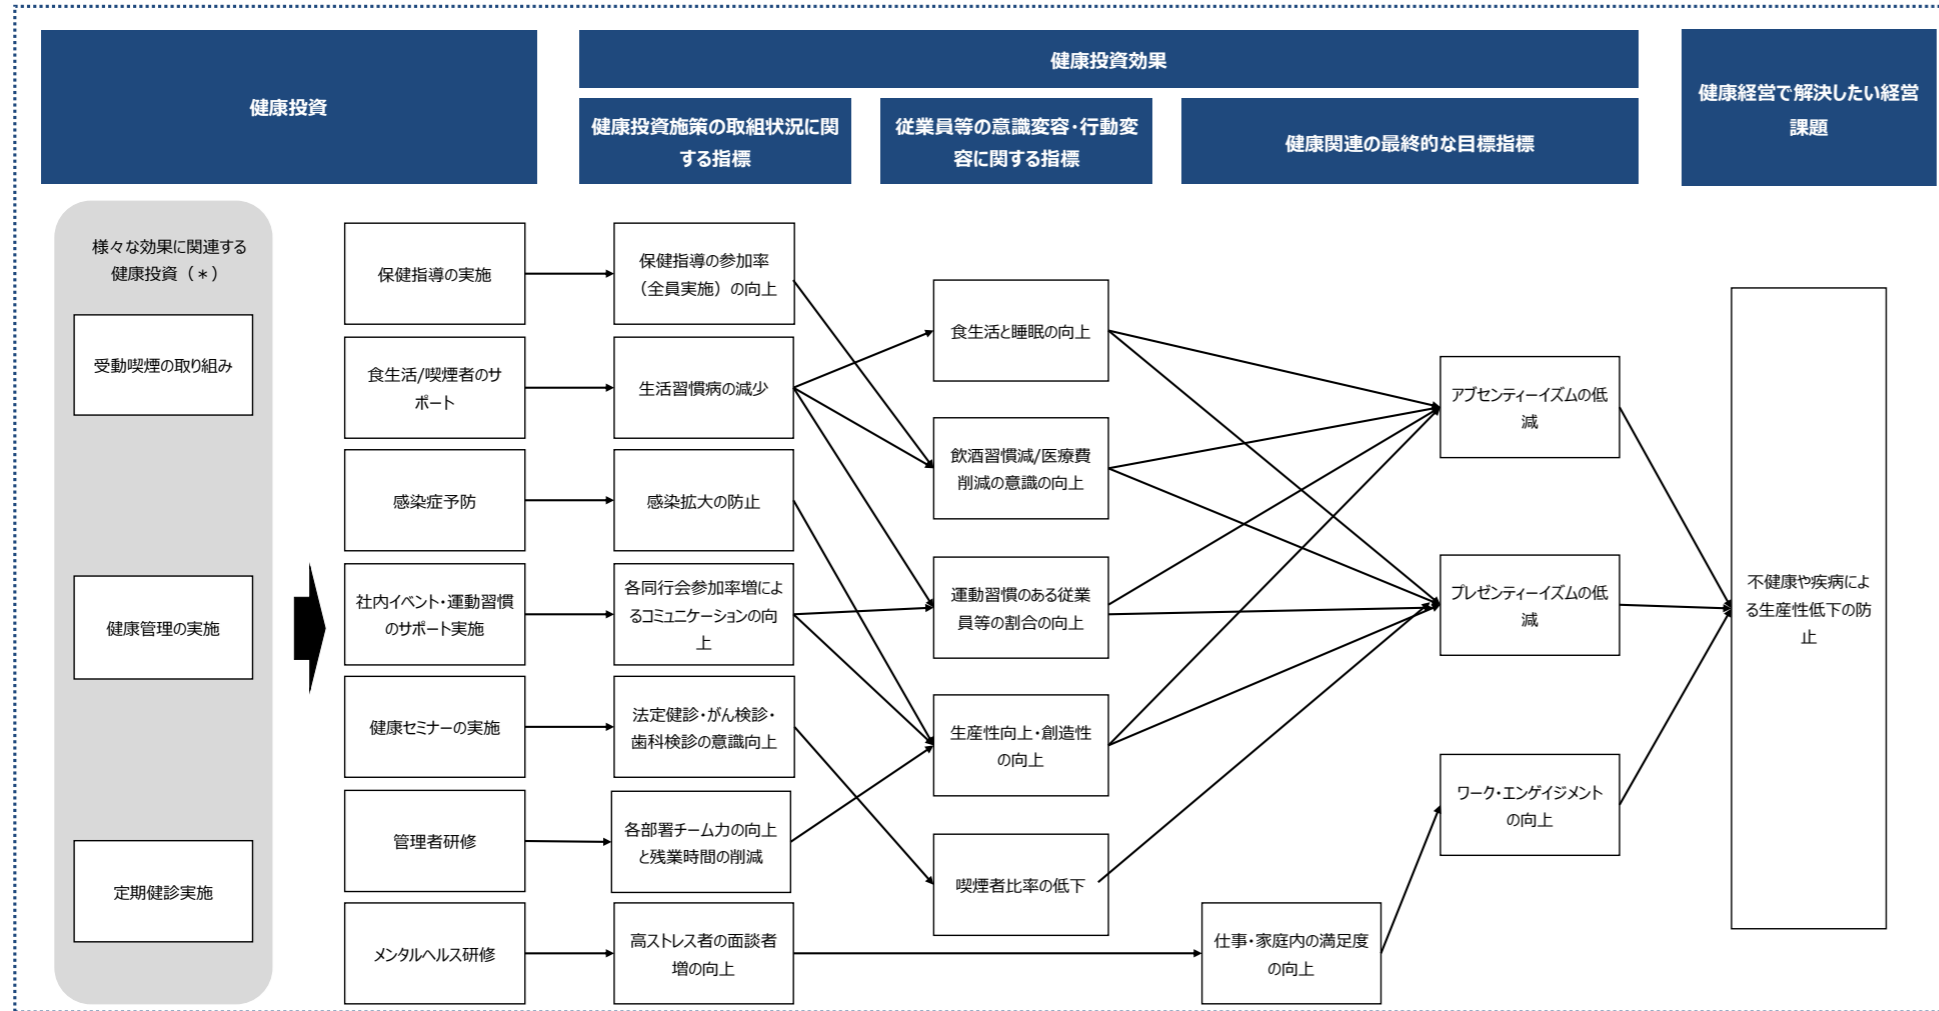 健康投資
健康投資効果
健康経営で解決したい経営
課題
健康投資施策の取組状況に関
する指標
従業員等の意識変容・行動変
容に関する指標
健康関連の最終的な目標指標
様々な効果に関連する
健康投資（＊）
受動喫煙の取り組み
健康管理の実施
定期健診実施
保健指導の実施
食生活/喫煙者のサ
ポート
感染症予防
社内イベント・運動習慣
のサポート実施
健康セミナーの実施
管理者研修
メンタルヘルス研修
保健指導の参加率
（全員実施）の向上
生活習慣病の減少
感染拡大の防止
各同行会参加率増によ
るコミュニケーションの向
上
法定健診・がん検診・
歯科検診の意識向上
各部署チーム力の向上
と残業時間の削減
高ストレス者の面談者
増の向上
食生活と睡眠の向上
飲酒習慣減/医療費
削減の意識の向上
運動習慣のある従業
員等の割合の向上
生産性向上・創造性
の向上
喫煙者比率の低下
仕事・家庭内の満足度
の向上
アブセンティーイズムの低
減
プレゼンティーイズムの低
減
ワーク・エンゲイジメント
の向上
不健康や疾病によ
る生産性低下の防
止